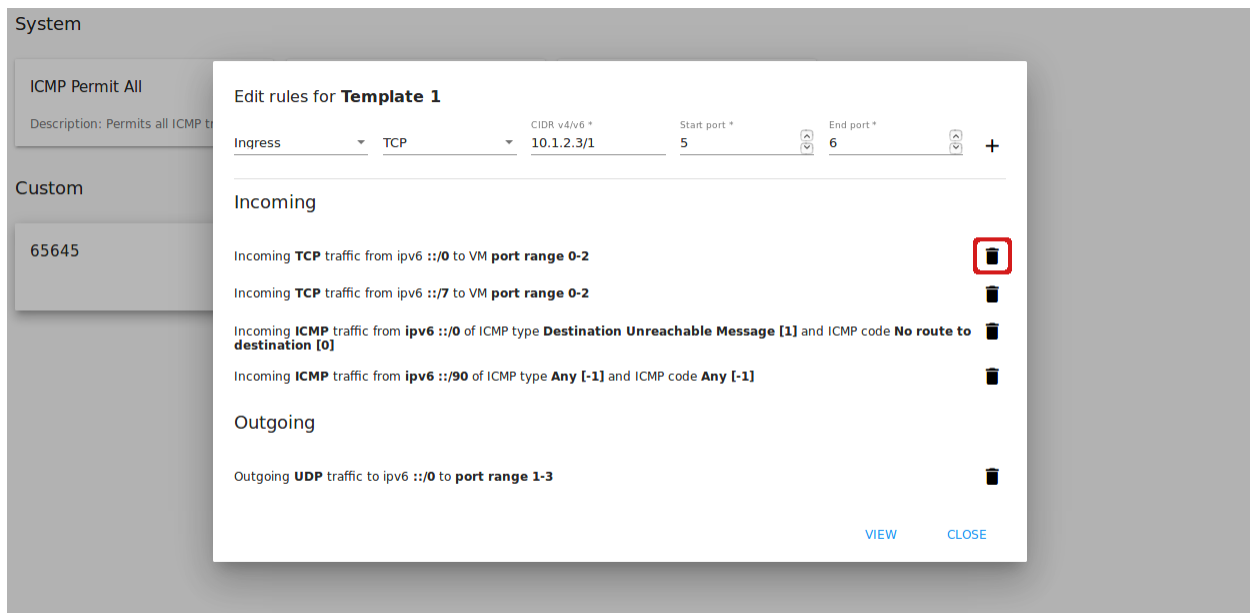 System
ICMP Permit All
Description: Permits all ICMP tr
Custom
65645
Edit rules for Template 1
CIDR v4/v6 * Start port * End port *
Ingress TCP 10.1.2.3/1 5 6 +
Incoming
Incoming TCP traffic from ipv6 ::/0 to VM port range 0-2
Incoming TCP traffic from ipv6 ::/7 to VM port range 0-2
Incoming ICMP traffic from ipv6 ::/0 of ICMP type Destination Unreachable Message [1] and ICMP code No route to
destination [0]
Incoming ICMP traffic from ipv6 ::/90 of ICMP type Any [-1] and ICMP code Any [-1]
Outgoing
Outgoing UDP traffic to ipv6 ::/0 to port range 1-3
VIEW CLOSE